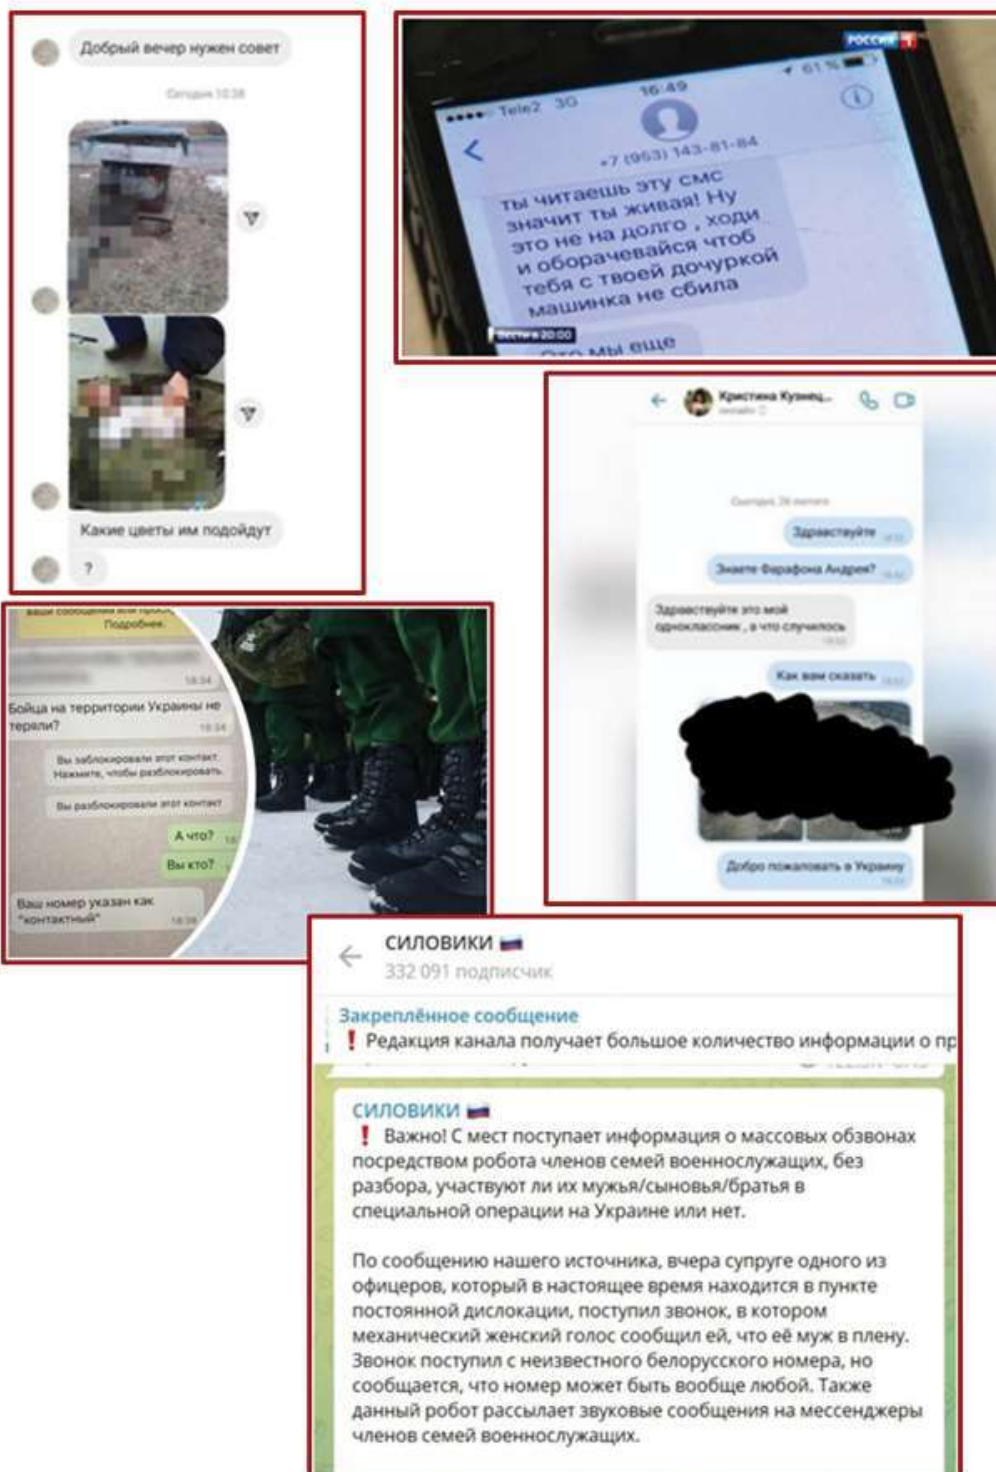 Добрый вечер нужен совет
Сегодня 10:38
Какие цветы им подойдут
?
РОССИЯ 1
Tele2 3G
16:49
61 %
+7 (953) 143-81-84
ты читаешь эту смс
значит ты живая! Ну
это не на долго , ходи
и оборачевайся чтоб
тебя с твоей дочуркой
машинка не сбила
Вести в 20:00
мы еще
Кристина Кузнец...
онлайн
Здравствуйте
Знаете Фарафона Андрея?
Здравствуйте это мой
одноклассник , а что случилось
Как вам сказать
Добро пожаловать в Украину
Подробнее.
18:34
Бойца на территории Украины не
теряли?
18:34
Вы заблокировали этот контакт.
Нажмите, чтобы разблокировать.
Вы разблокировали этот контакт
А что?
Вы кто?
Ваш номер указан как
"контактный"
СИЛОВИКИ
332 091 подписчик
Закреплённое сообщение
Редакция канала получает большое количество информации о пр
СИЛОВИКИ
Важно! С мест поступает информация о массовых обзвонах
посредством робота членов семей военнослужащих, без
разбора, участвуют ли их мужья/сыновья/братья в
специальной операции на Украине или нет.
По сообщению нашего источника, вчера супруге одного из
офицеров, который в настоящее время находится в пункте
постоянной дислокации, поступил звонок, в котором
механический женский голос сообщил ей, что её муж в плену.
Звонок поступил с неизвестного белорусского номера, но
сообщается, что номер может быть вообще любой. Также
данный робот рассылает звуковые сообщения на мессенджеры
членов семей военнослужащих.